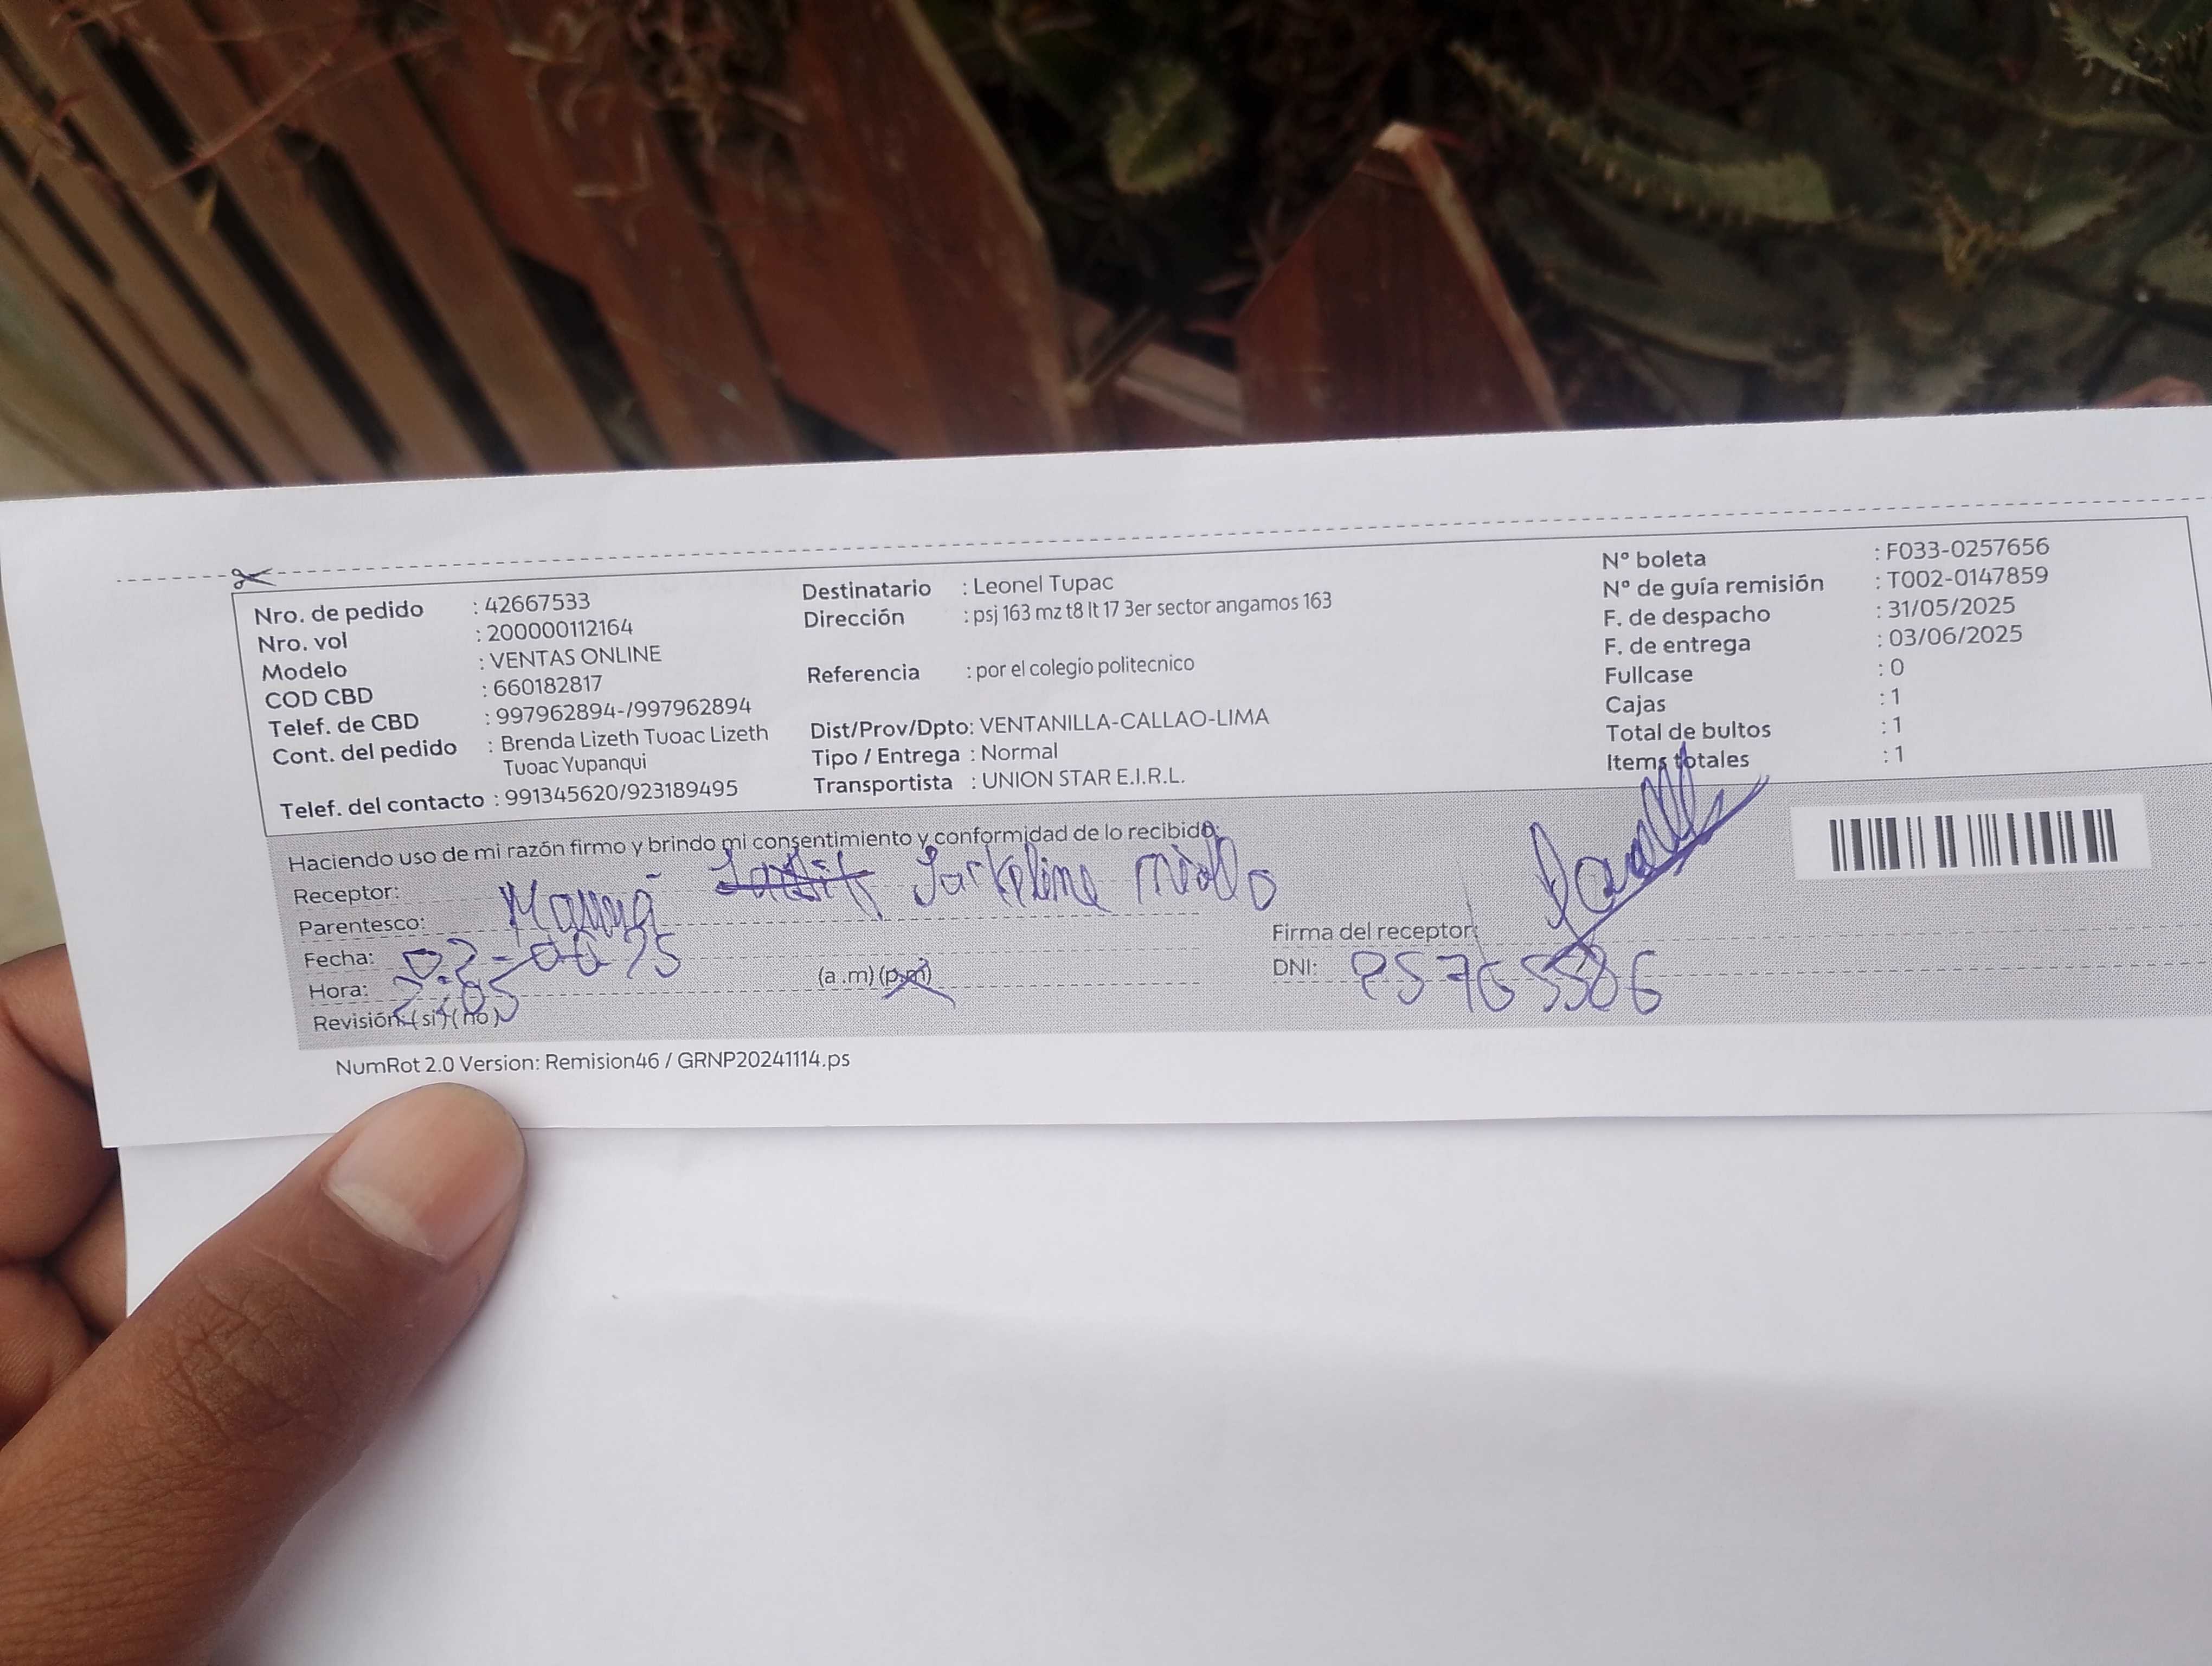 Nro. de pedido : 42667533
Nro. vol : 200000112164
Modelo : VENTAS ONLINE
COD CBD : 660182817
Telef. de CBD : 997962894-/997962894
Cont. del pedido : Brenda Lizeth Tuoac Lizeth
Tuoac Yupanqui
Telef. del contacto : 991345620/923189495
Destinatario : Leonel Tupac
Dirección : psj 163 mz t8 lt 17 3er sector angamos 163
Referencia : por el colegio politecnico
Dist/Prov/Dpto: VENTANILLA-CALLAO-LIMA
Tipo / Entrega : Normal
Transportista : UNION STAR E.I.R.L.
Nº boleta : F033-0257656
Nº de guía remisión : T002-0147859
F. de despacho : 31/05/2025
F. de entrega : 03/06/2025
Fullcase : 0
Cajas : 1
Total de bultos : 1
Items totales : 1
Haciendo uso de mi razón firmo y brindo mi consentimiento y conformidad de lo recibido:
Receptor:
Parentesco: Mamá
Fecha:
Hora: (a .m) (p.m)
Revisión: ( si ) ( no )
Firma del receptor:
DNI:
NumRot 2.0 Version: Remision46 / GRNP20241114.ps